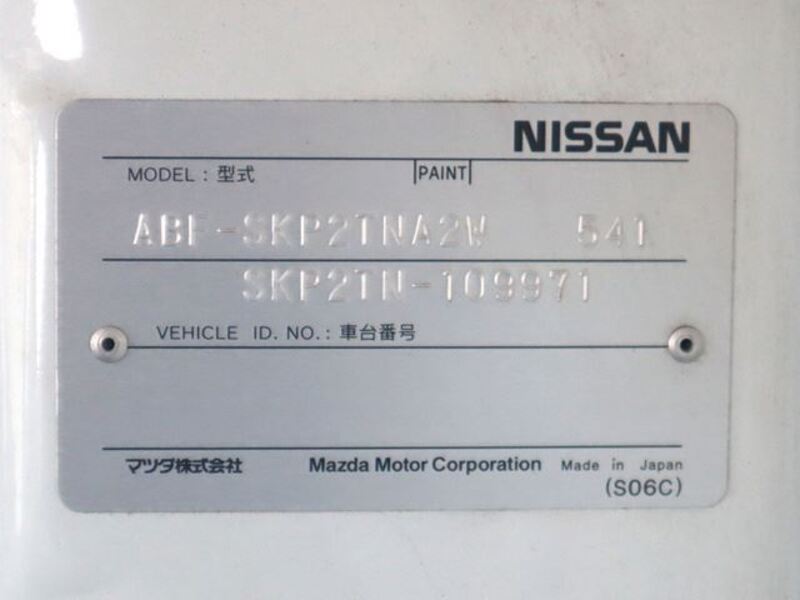 NISSAN
MODEL : 型式 PAINT
ABF-SKP2TNA2W 541
SKP2TN-109971
VEHICLE ID. NO. : 車台番号
マツダ株式会社 Mazda Motor Corporation Made in Japan
(S06C)